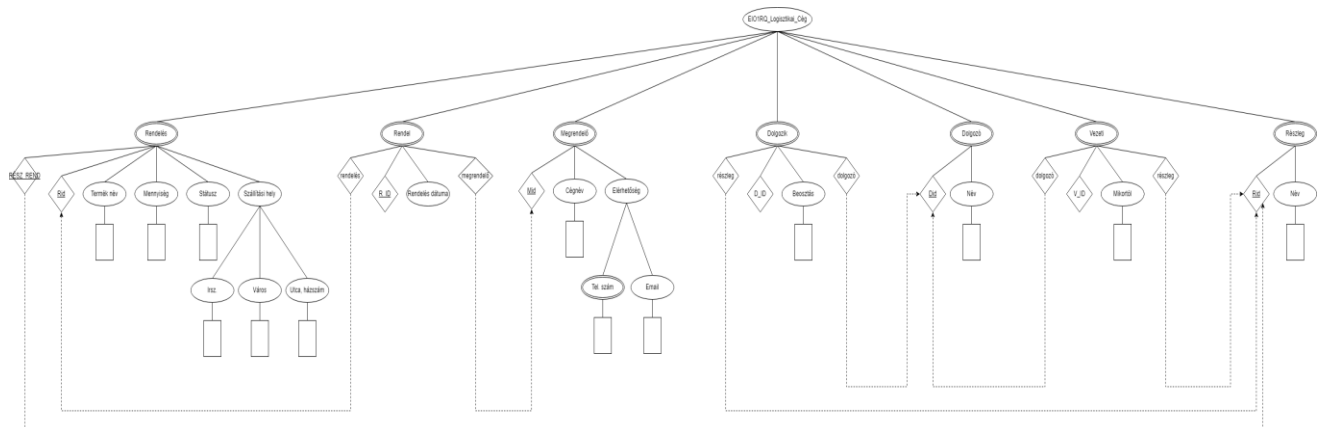 EIO1RQ_Logisztikai_Cég
Rendelés
Rendel
Megrendelő
Dolgozik
Dolgozó
Vezeti
Részleg
RÉSZ_REND
Rid
Termék név
Mennyiség
Státusz
Szállítási hely
rendelés
R_ID
(Rendelés dátuma)
megrendelő
Mid
Cégnév
Elérhetőség
részleg
D_ID
Beosztás
dolgozó
Did
Név
dolgozó
V_ID
Mikortól
részleg
Rid
Név
Irsz.
Város
Utca, házszám
Tel. szám
Email